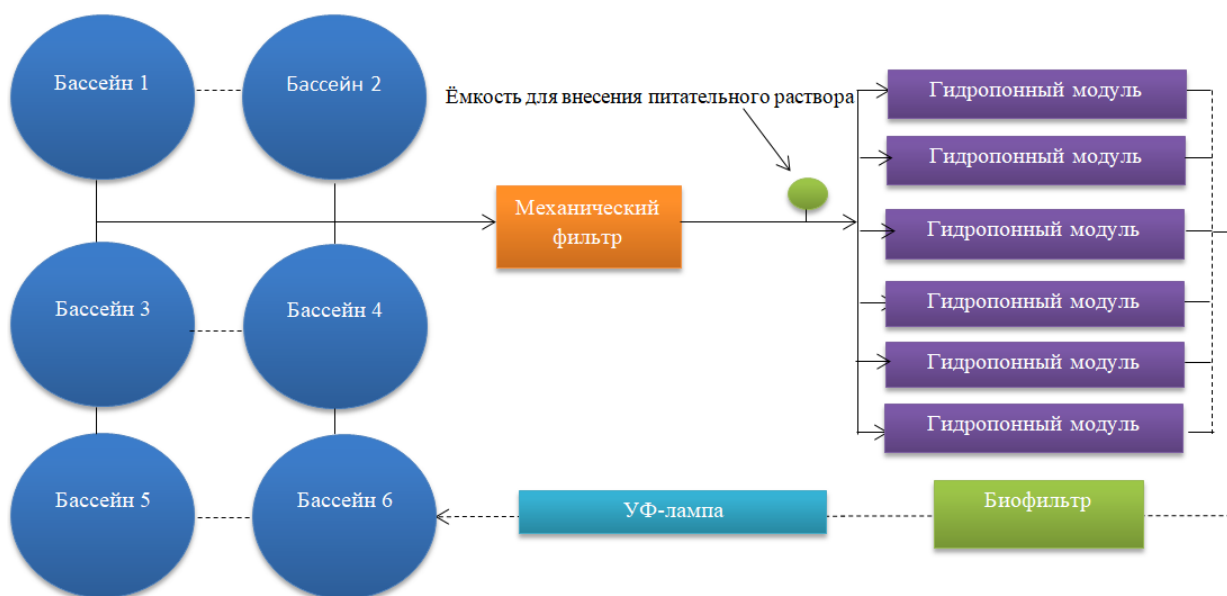 Бассейн 1
Бассейн 2
Ёмкость для внесения питательного раствора
Гидропонный модуль
Гидропонный модуль
Механический
фильтр
Гидропонный модуль
Бассейн 3
Бассейн 4
Гидропонный модуль
Гидропонный модуль
Гидропонный модуль
Бассейн 5
Бассейн 6
УФ-лампа
Биофильтр